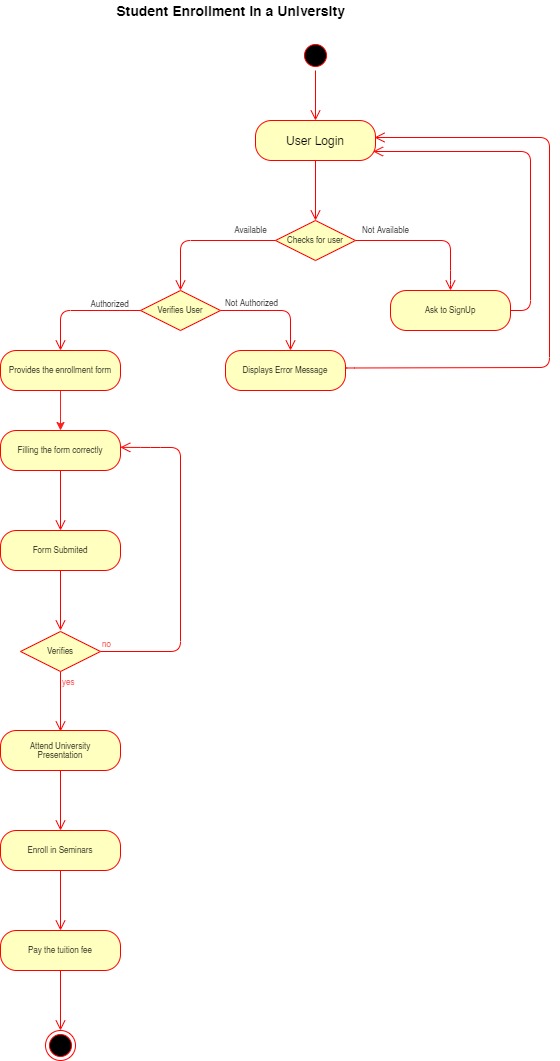 Student Enrollment in a University
User Login
Available
Checks for user
Not Available
Authorized
Verifies User
Not Authorized
Ask to SignUp
Provides the enrollment form
Displays Error Message
Filling the form correctly
Form Submited
Verifies
no
yes
Attend University
Presentation
Enroll in Seminars
Pay the tuition fee